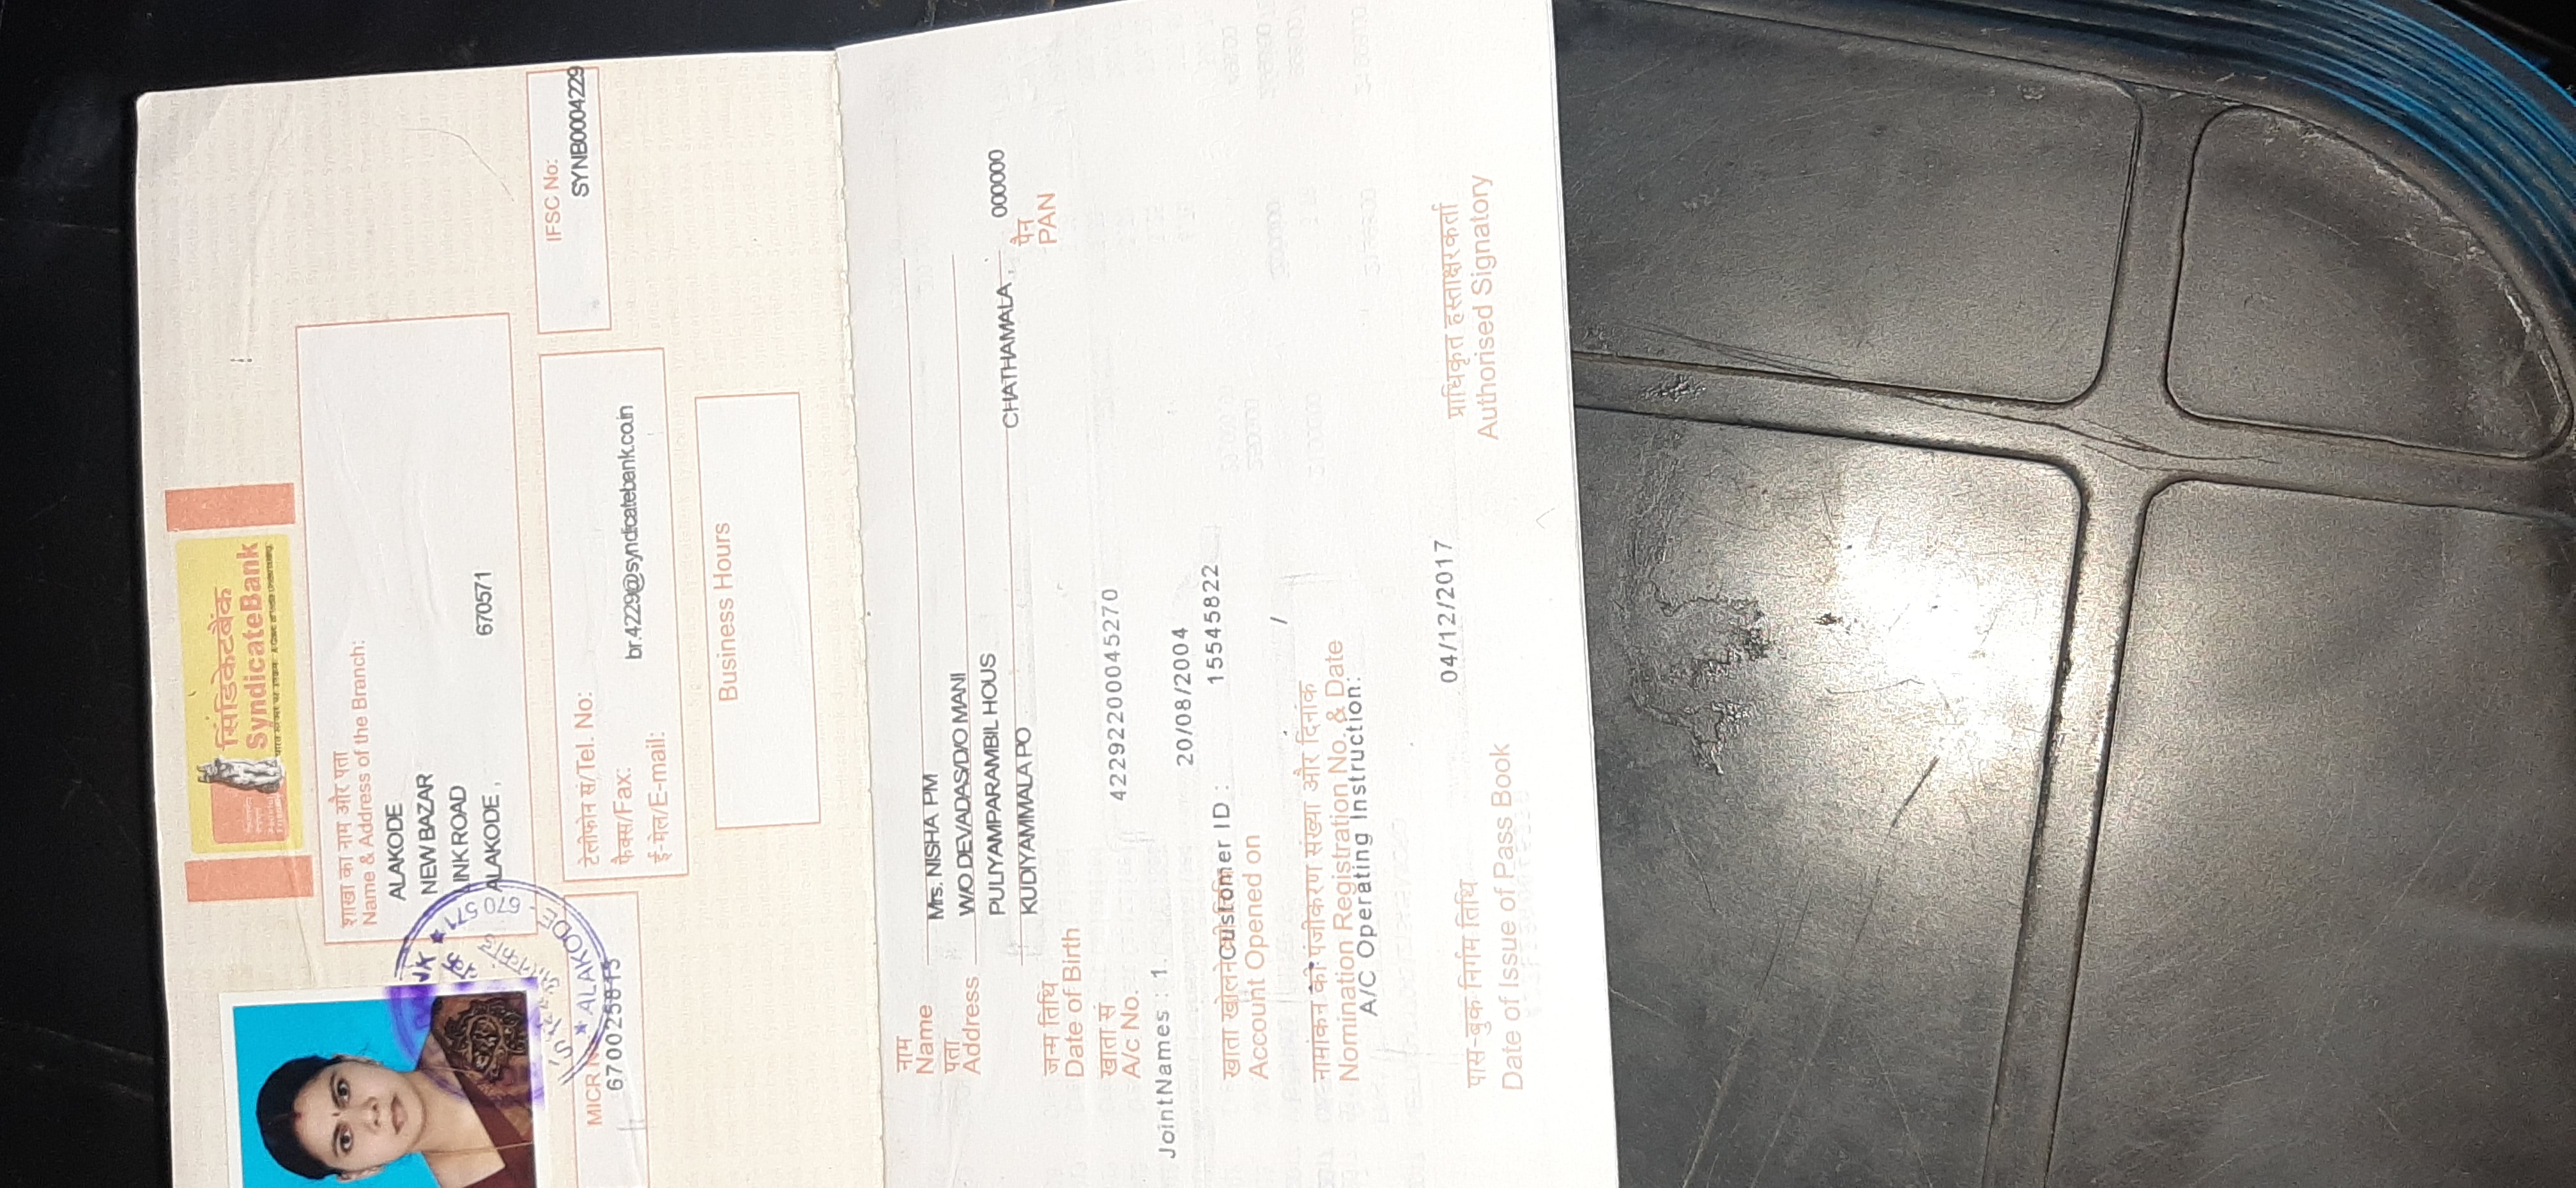 सिंडिकेटबैंक
SyndicateBank
शाखा का नाम और पता
Name & Address of the Branch:
ALAKODE
NEW BAZAR
INK ROAD
ALAKODE , 670571
ALAKODE - 670 571
MICR
670025815
टेलीफोन सं/Tel. No:
फैक्स/Fax:
br.4229@syndicatebank.co.in
ई-मेल/E-mail:
IFSC No:
SYNB0004229
Business Hours
नाम
Name Mrs. NISHA PM
पता
Address W/O DEVADAS/D/O MANI
PULIYAMPARAMBIL HOUS
KUDIYAMMALA PO CHATHAMALA , 000000
पैन
PAN
जन्म तिथि
Date of Birth
खाता सं
A/c No. 42292200045270
JointNames : 1.
20/08/2004
खाता खोलने
Customer ID : 15545822
Account Opened on
/
नामांकन की पंजीकरण संख्या और दिनांक
Nomination Registration No. & Date
A/C Operating Instruction:
04/12/2017
पास-बुक निर्गम तिथि
Date of Issue of Pass Book
प्राधिकृत हस्ताक्षरकर्ता
Authorised Signatory